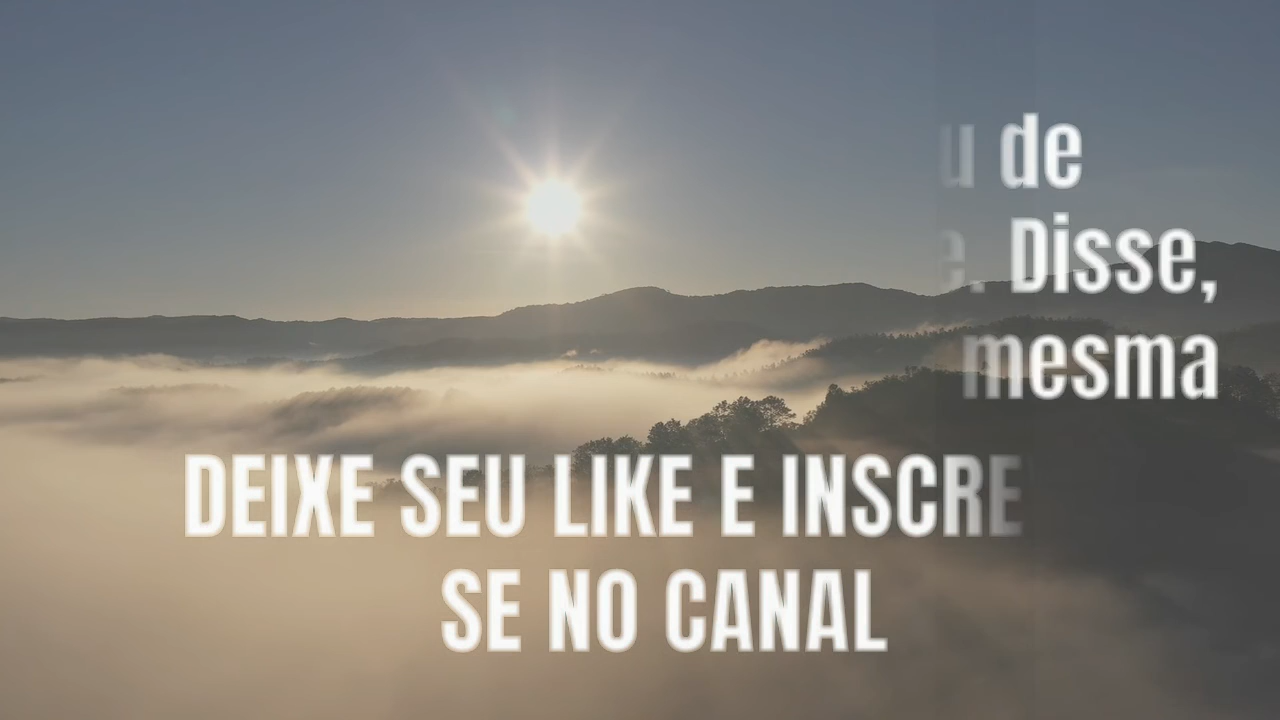 u de
e. Disse,
mesma
DEIXE SEU LIKE E INSCRE
SE NO CANAL